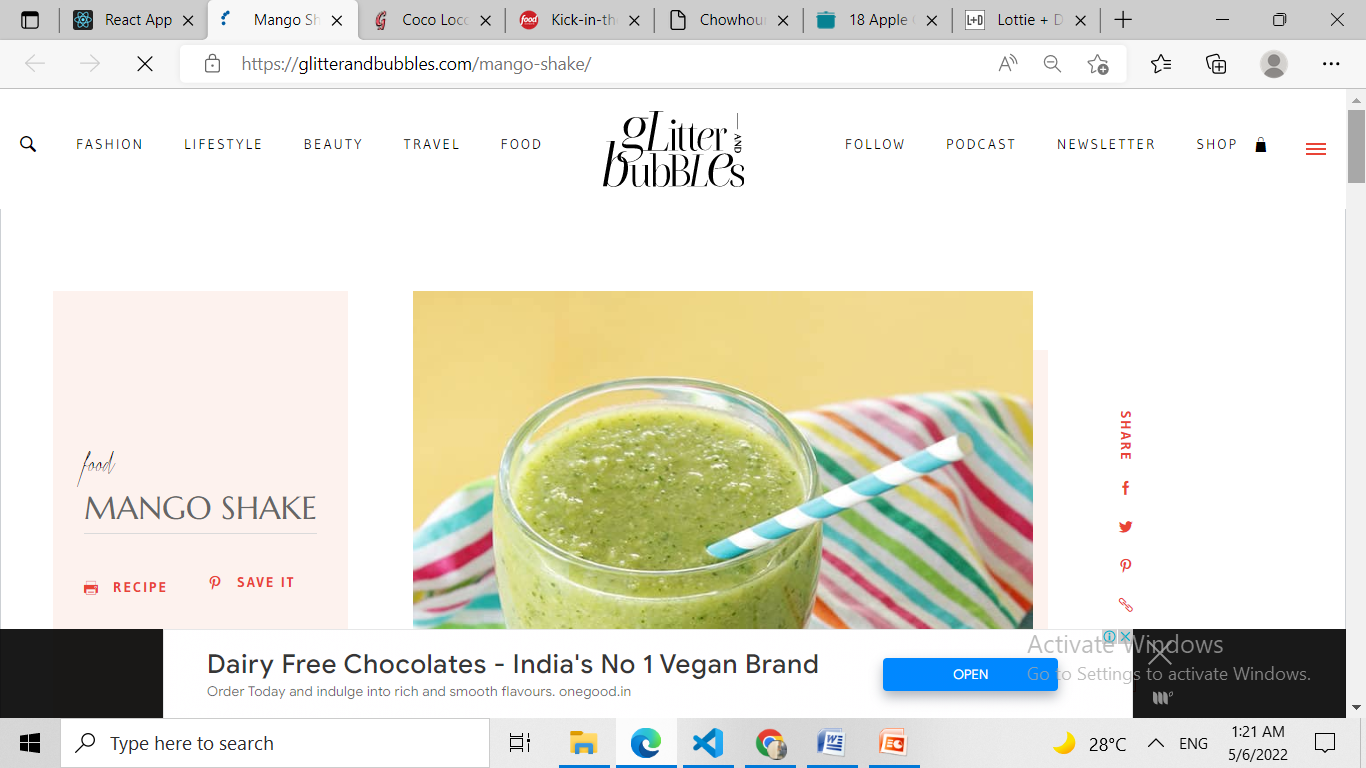 React App
Mango Sh
Coco Loco
Kick-in-the
Chowhoun
18 Apple
Lottie + D
https://glitterandbubbles.com/mango-shake/
FASHION LIFESTYLE BEAUTY TRAVEL FOOD
gLitter AND
bubBLes
FOLLOW PODCAST NEWSLETTER SHOP
food
MANGO SHAKE
RECIPE SAVE IT
SHARE
Dairy Free Chocolates - India's No 1 Vegan Brand
Order Today and indulge into rich and smooth flavours. onegood.in
OPEN
Activate Windows
Go to Settings to activate Windows.
Type here to search
28°C
ENG
1:21 AM
5/6/2022